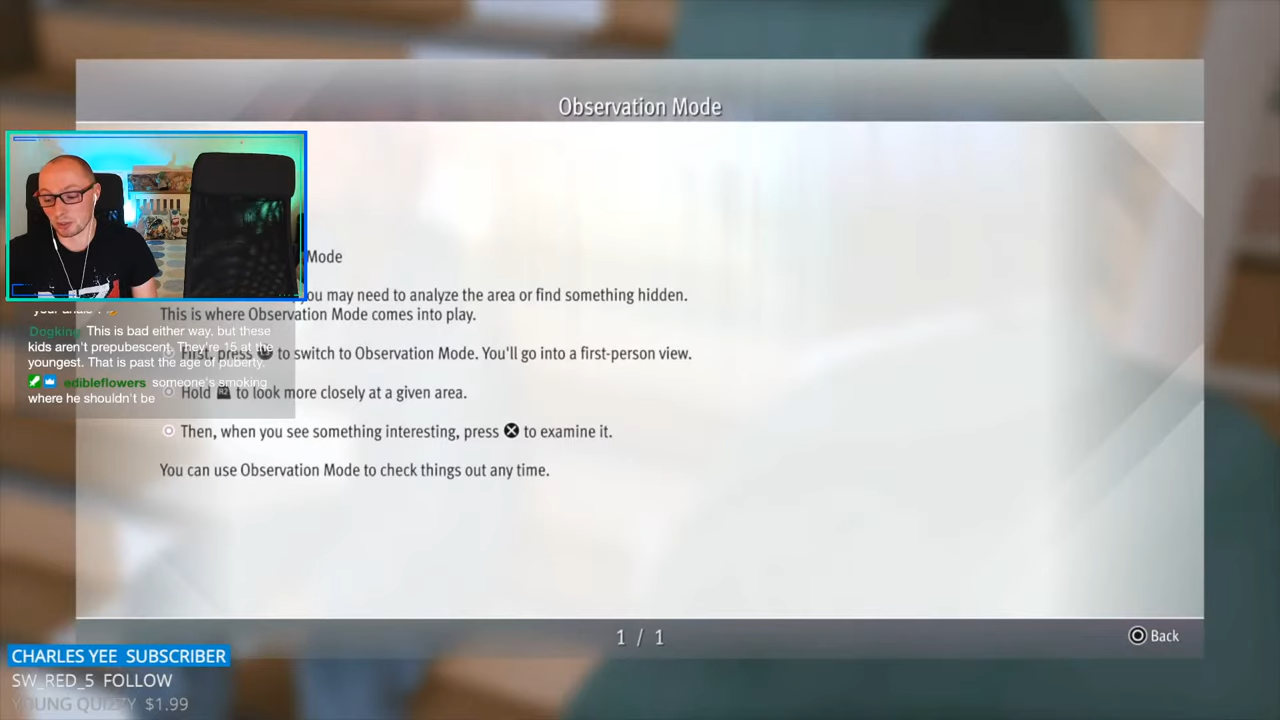 Observation Mode
Mode
you may need to analyze the area or find something hidden.
This is where Observation Mode comes into play.
First, press to switch to Observation Mode. You'll go into a first-person view.
Hold R2 to look more closely at a given area.
Then, when you see something interesting, press to examine it.
You can use Observation Mode to check things out any time.
1 / 1
Back
Dogking This is bad either way, but these
kids aren't prepubescent. They're 15 at the
youngest. That is past the age of puberty.
edibleflowers someone's smoking
where he shouldn't be
CHARLES YEE SUBSCRIBER
SW_RED_5 FOLLOW
YOUNG QUIZZY $1.99